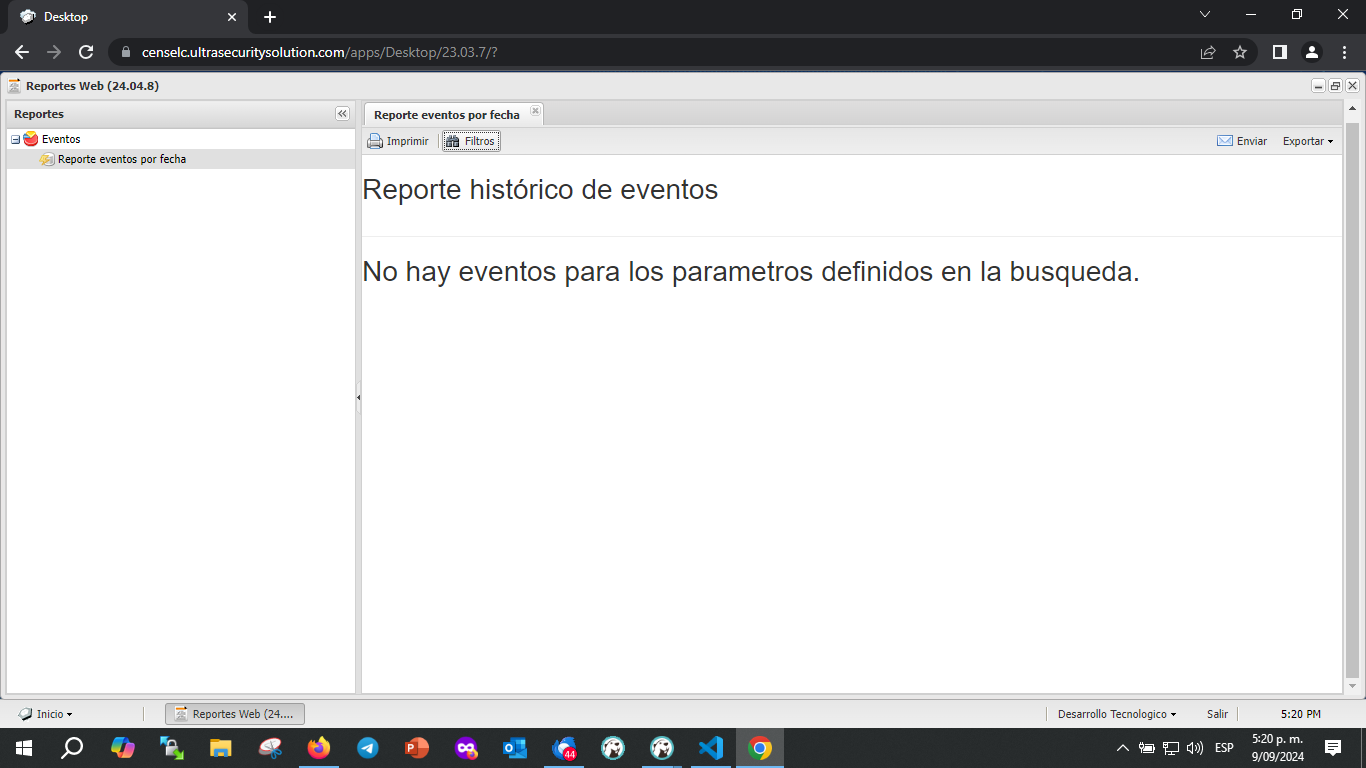 Desktop
censelc.ultrasecuritysolution.com/apps/Desktop/23.03.7/?
Reportes Web (24.04.8)
Reportes
Eventos
Reporte eventos por fecha
Reporte eventos por fecha
Imprimir
Filtros
Enviar
Exportar
Reporte histórico de eventos
No hay eventos para los parametros definidos en la busqueda.
Inicio
Reportes Web (24....
Desarrollo Tecnologico
Salir
5:20 PM
44
ESP
5:20 p. m.
9/09/2024